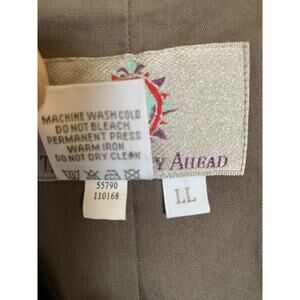 MACHINE WASH COLD
DO NOT BLEACH
PERMANENT PRESS
WARM IRON
DO NOT DRY CLEAN
AHEAD
55790
110168
LL